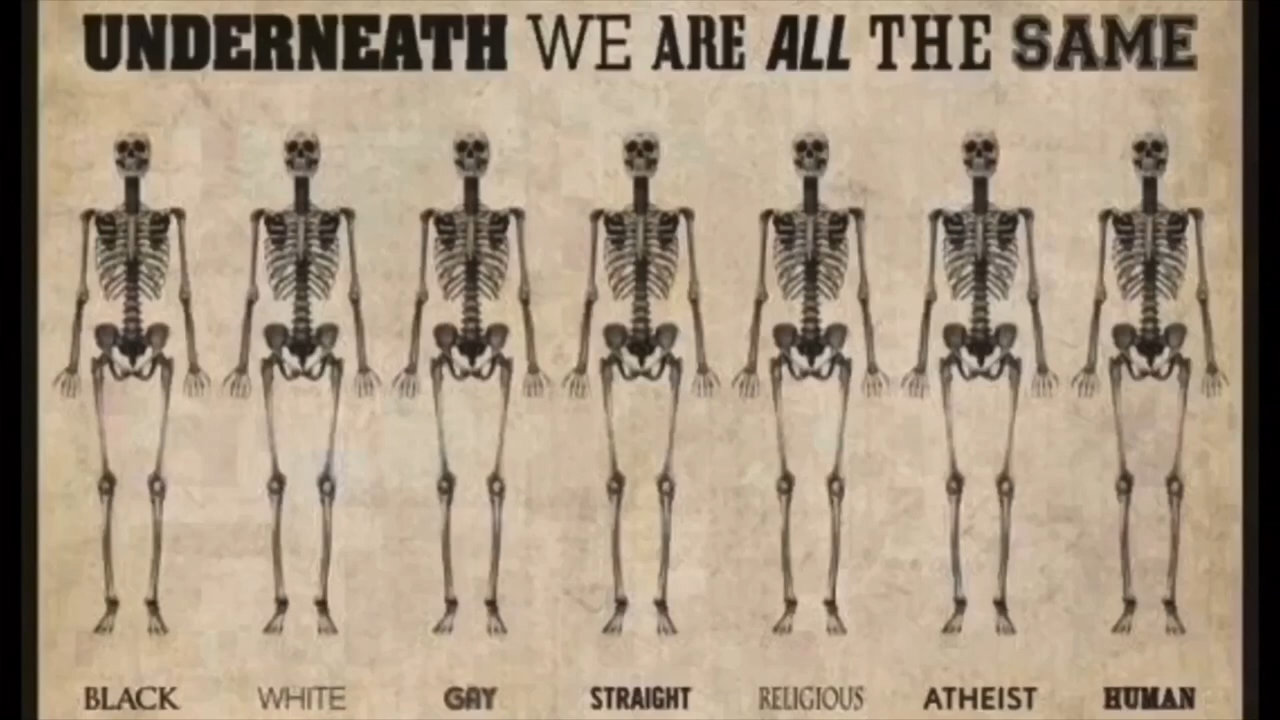 UNDERNEATH WE ARE ALL THE SAME
BLACK WHITE GAY STRAIGHT RELIGIOUS ATHEIST HUMAN